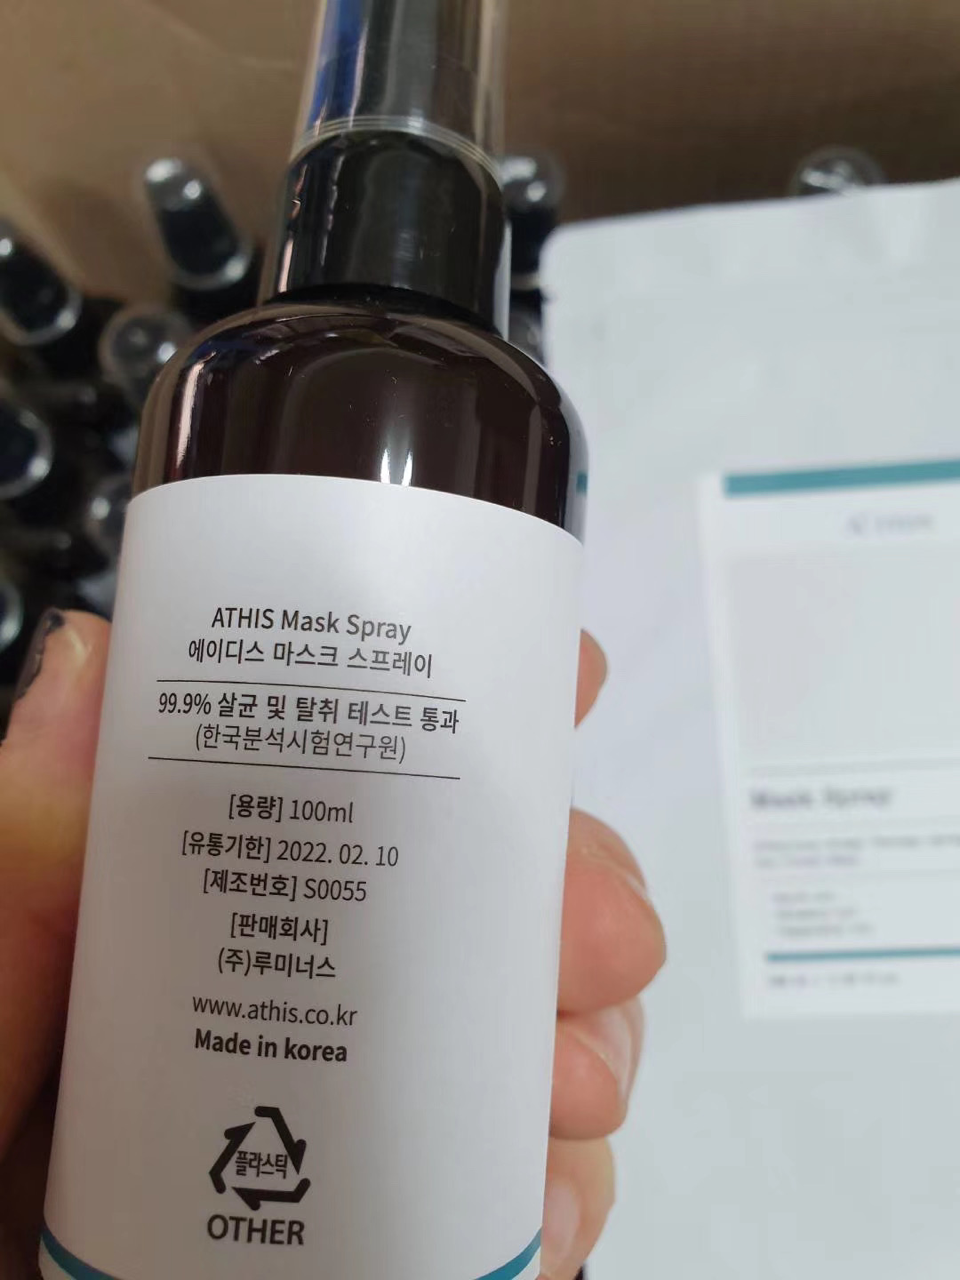 ATHIS Mask Spray
에이디스 마스크 스프레이
99.9% 살균 및 탈취 테스트 통과
(한국분석시험연구원)
[용량] 100ml
[유통기한] 2022. 02. 10
[제조번호] S0055
[판매회사]
(주)루미너스
www.athis.co.kr
Made in korea
플라스틱
OTHER
Mask Spray